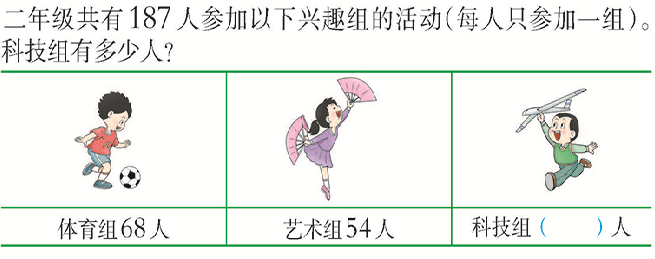 二年级共有187人参加以下兴趣组的活动(每人只参加一组)。
科技组有多少人?
体育组68人
艺术组54人
科技组(  )人